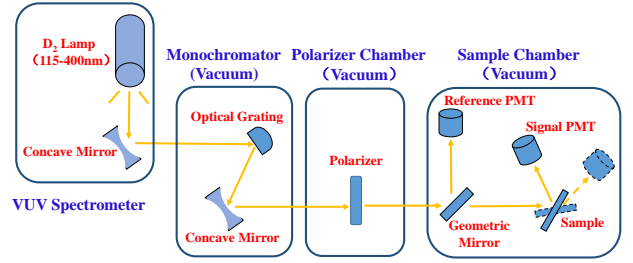 D2 Lamp
（115-400nm）
Concave Mirror
VUV Spectrometer
Monochromator
(Vacuum)
Optical Grating
Concave Mirror
Polarizer Chamber
（Vacuum）
Polarizer
Sample Chamber
（Vacuum）
Reference PMT
Signal PMT
Geometric
Mirror
Sample